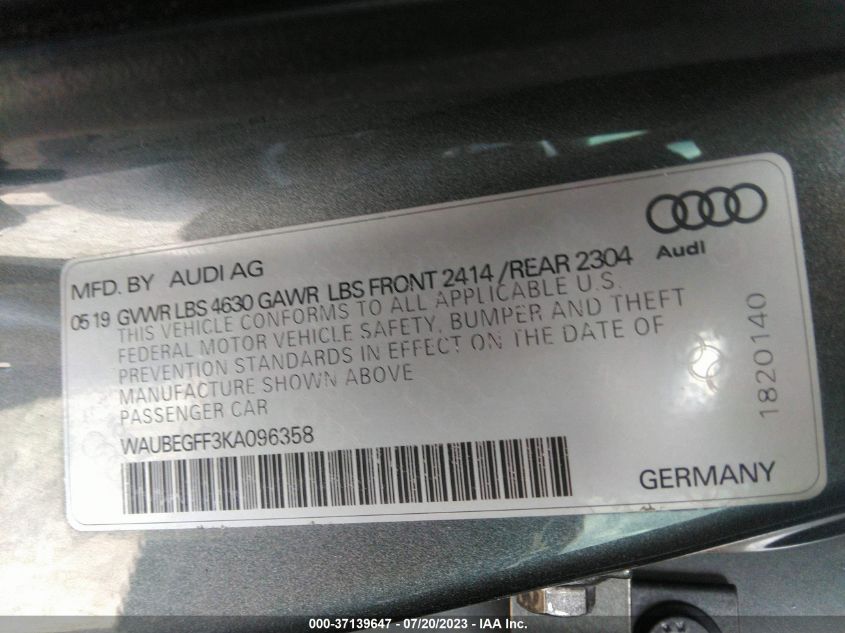 Audi
MFD. BY AUDI AG
05 19 GVWR LBS 4630 GAWR LBS FRONT 2414 /REAR 2304
THIS VEHICLE CONFORMS TO ALL APPLICABLE U.S.
FEDERAL MOTOR VEHICLE SAFETY, BUMPER AND THEFT
PREVENTION STANDARDS IN EFFECT ON THE DATE OF
MANUFACTURE SHOWN ABOVE
PASSENGER CAR
WAUBEGFF3KA096358
GERMANY
1820140
000-37139647 - 07/20/2023 - IAA Inc.